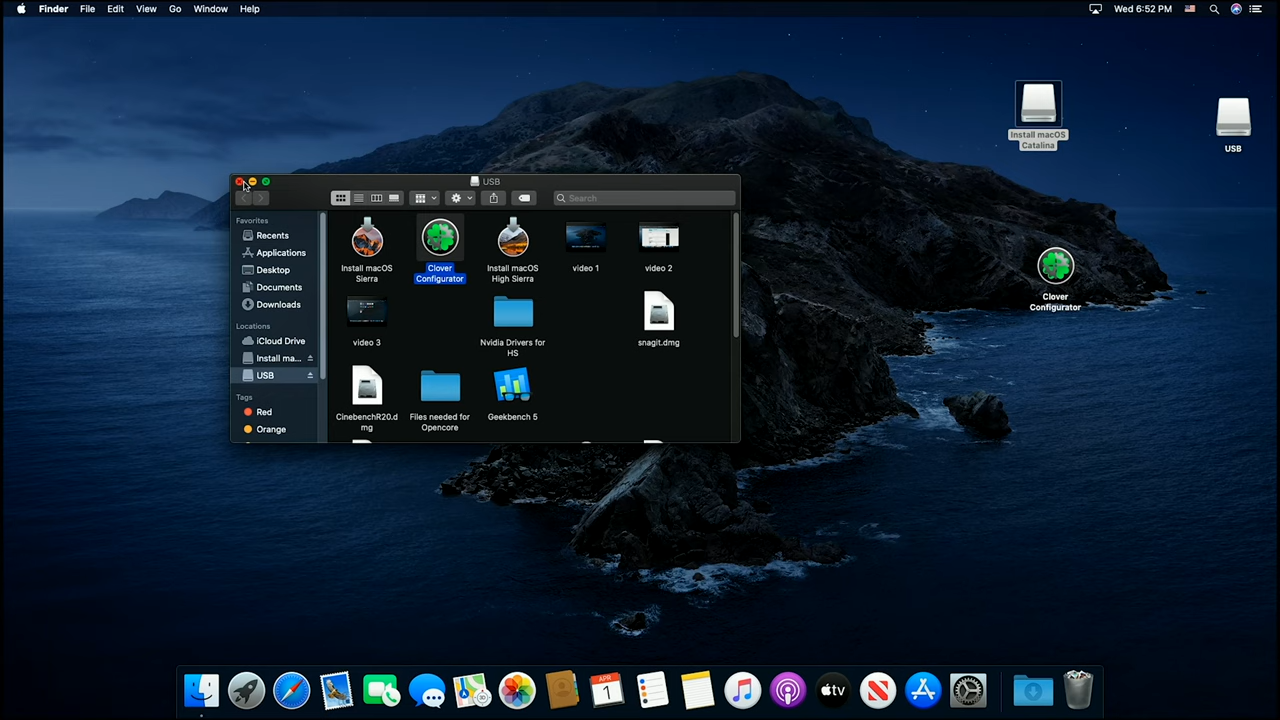 Finder File Edit View Go Window Help
Wed 6:52 PM
Install macOS
Catalina
USB
USB
Search
Favorites
Recents
Applications
Desktop
Documents
Downloads
Locations
iCloud Drive
Install ma...
USB
Tags
Red
Orange
Install macOS
Sierra
Clover
Configurator
Install macOS
High Sierra
video 1
video 2
video 3
Nvidia Drivers for
HS
snagit.dmg
CinebenchR20.d
mg
Files needed for
Opencore
Geekbench 5
Clover
Configurator
APR
1
tv